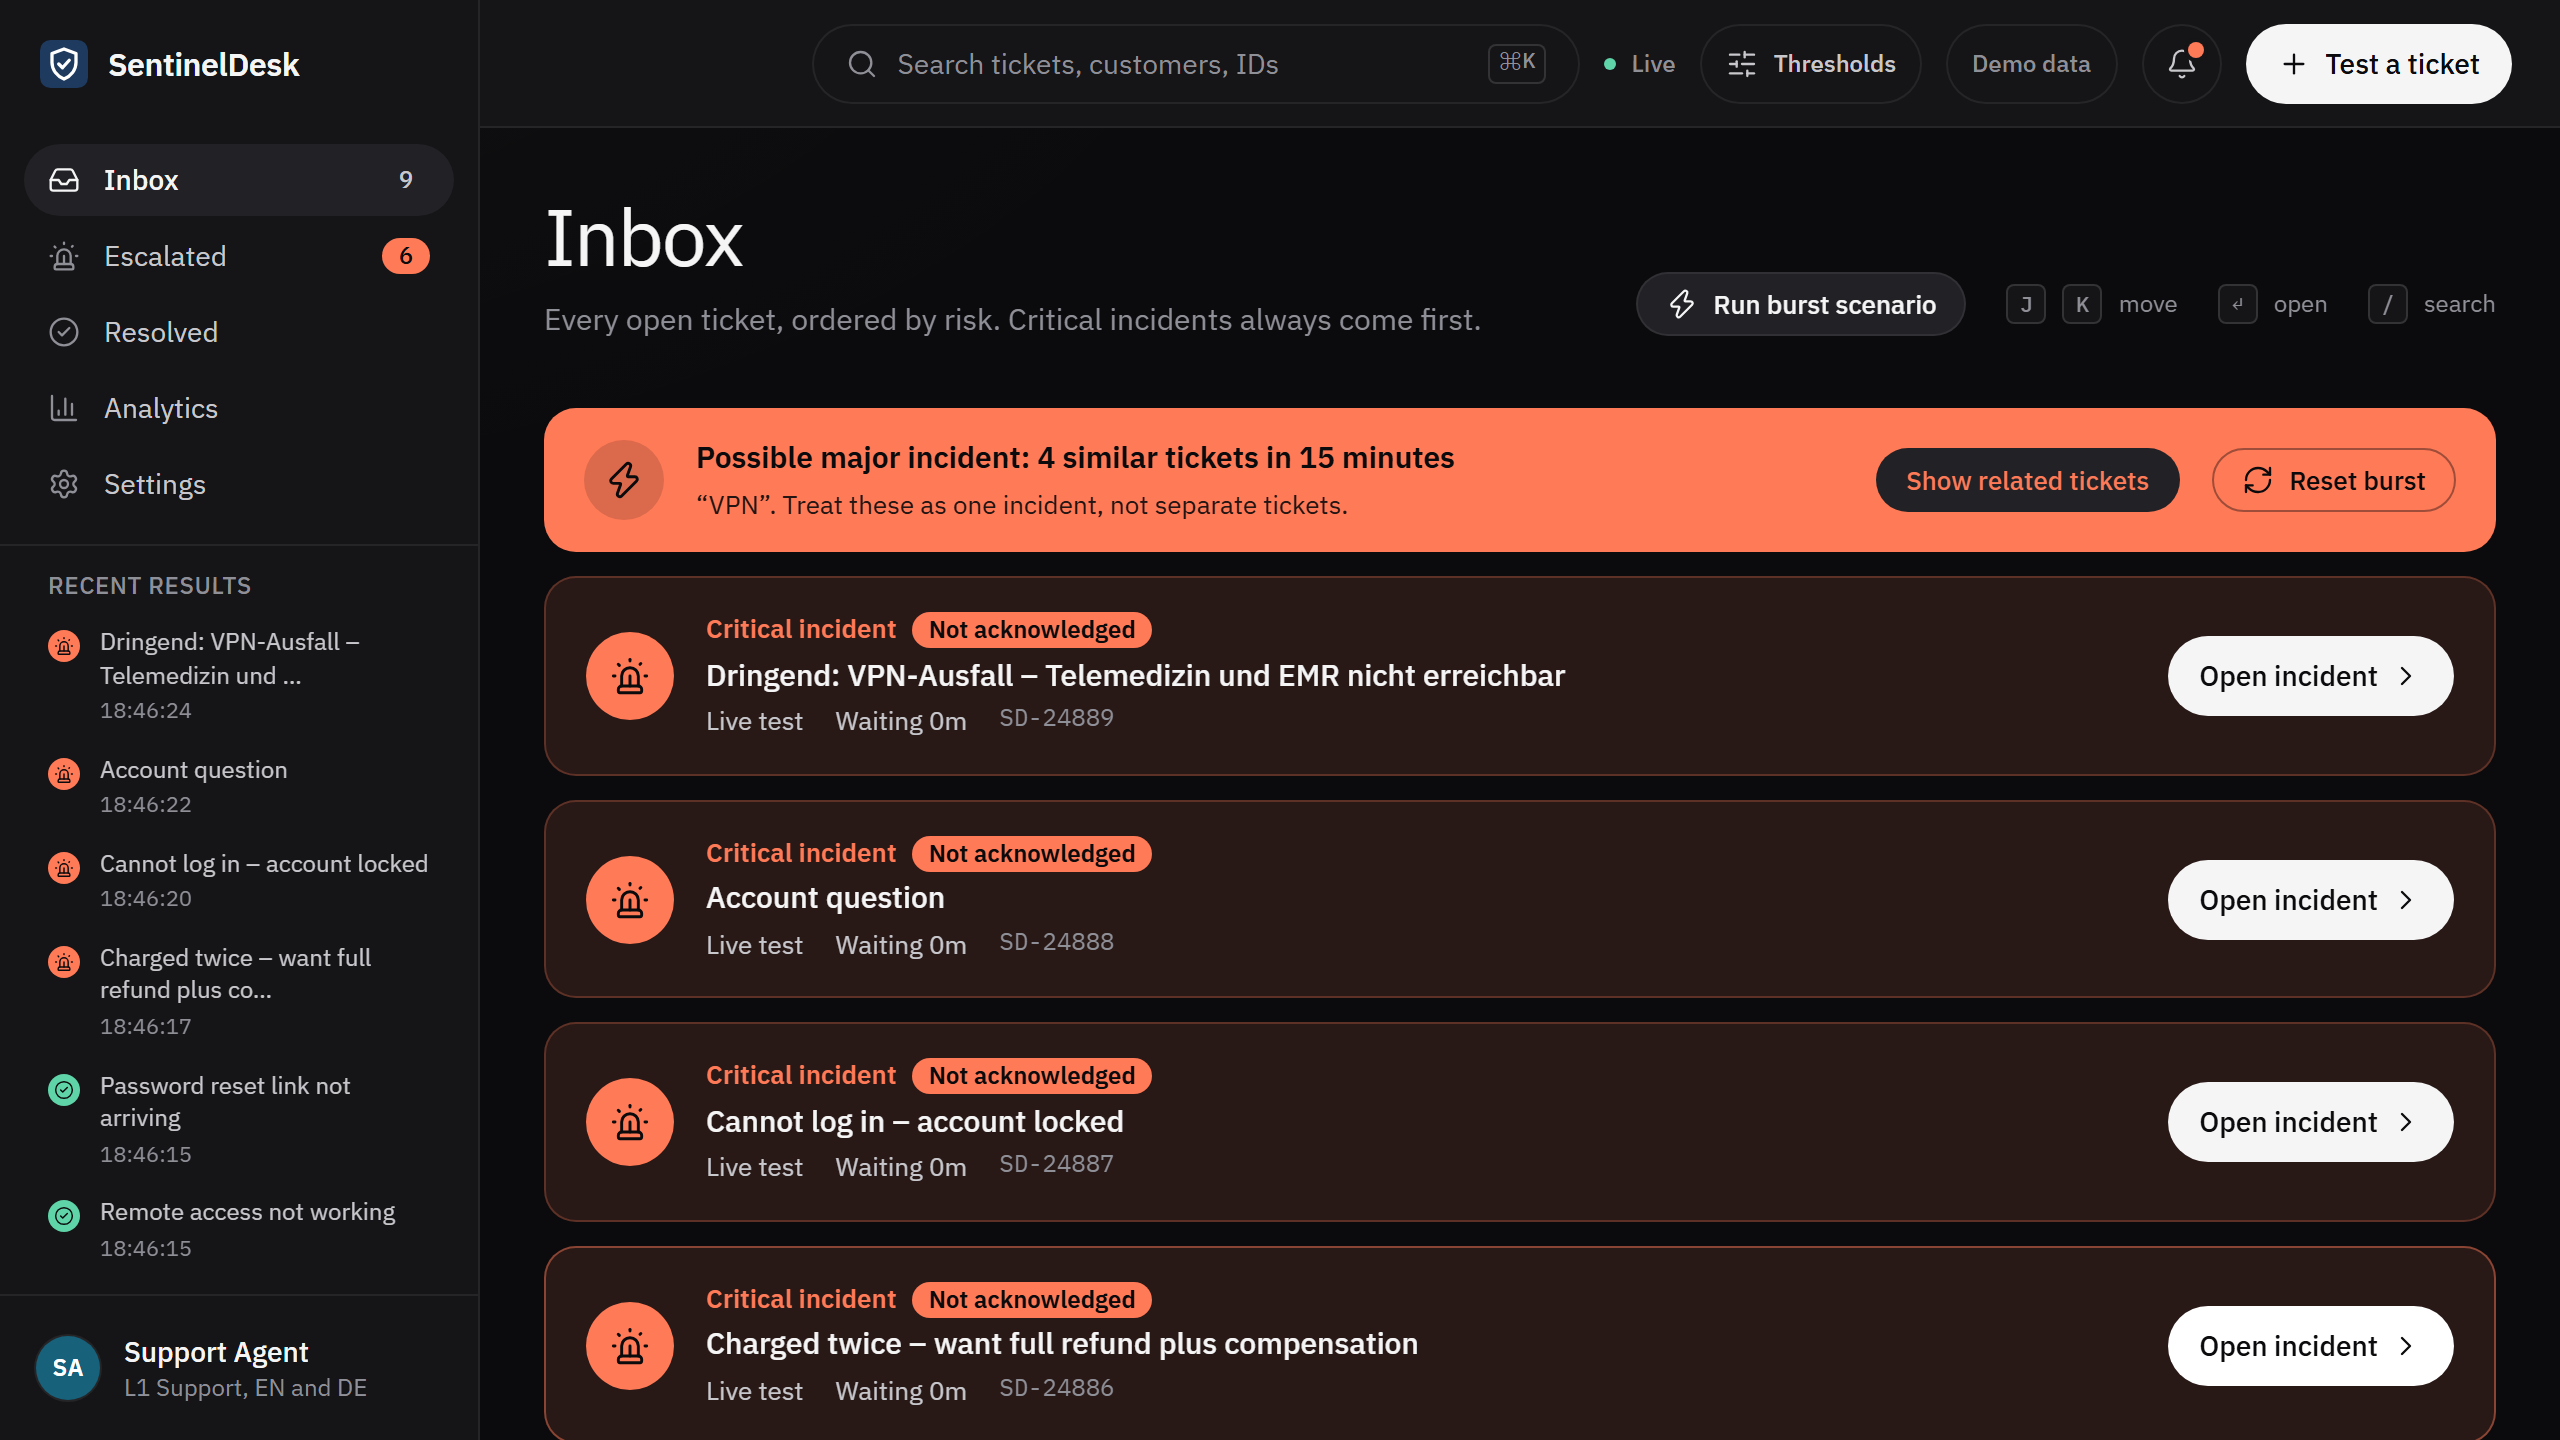 SentinelDesk
Search tickets, customers, IDs
⌘K
Live
Thresholds
Demo data
Test a ticket
Inbox 9
Escalated 6
Resolved
Analytics
Settings
RECENT RESULTS
Dringend: VPN-Ausfall –
Telemedizin und ...
18:46:24
Account question
18:46:22
Cannot log in – account locked
18:46:20
Charged twice – want full
refund plus co...
18:46:17
Password reset link not
arriving
18:46:15
Remote access not working
18:46:15
SA
Support Agent
L1 Support, EN and DE
Inbox
Every open ticket, ordered by risk. Critical incidents always come first.
Run burst scenario
J K move
↵ open
/ search
Possible major incident: 4 similar tickets in 15 minutes
“VPN”. Treat these as one incident, not separate tickets.
Show related tickets
Reset burst
Critical incident Not acknowledged
Dringend: VPN-Ausfall – Telemedizin und EMR nicht erreichbar
Live test Waiting 0m SD-24889
Open incident
Critical incident Not acknowledged
Account question
Live test Waiting 0m SD-24888
Open incident
Critical incident Not acknowledged
Cannot log in – account locked
Live test Waiting 0m SD-24887
Open incident
Critical incident Not acknowledged
Charged twice – want full refund plus compensation
Live test Waiting 0m SD-24886
Open incident